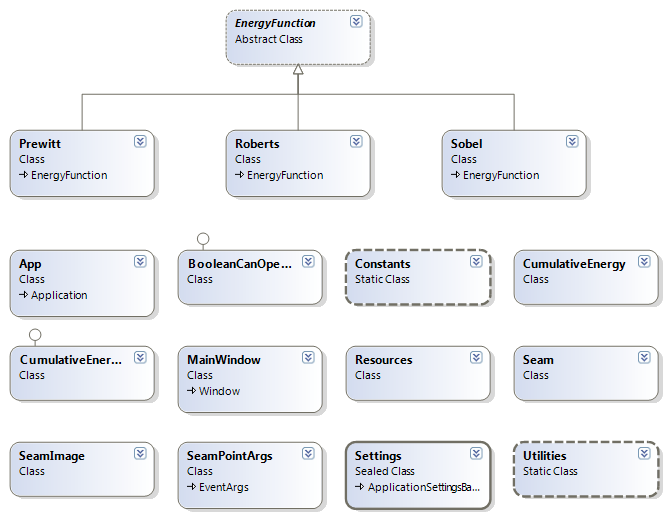 EnergyFunction
Abstract Class
Prewitt
Class
EnergyFunction
Roberts
Class
EnergyFunction
Sobel
Class
EnergyFunction
App
Class
Application
BooleanCanOpe...
Class
Constants
Static Class
CumulativeEnergy
Class
CumulativeEner...
Class
MainWindow
Class
Window
Resources
Class
Seam
Class
SeamImage
Class
SeamPointArgs
Class
EventArgs
Settings
Sealed Class
ApplicationSettingsBa...
Utilities
Static Class